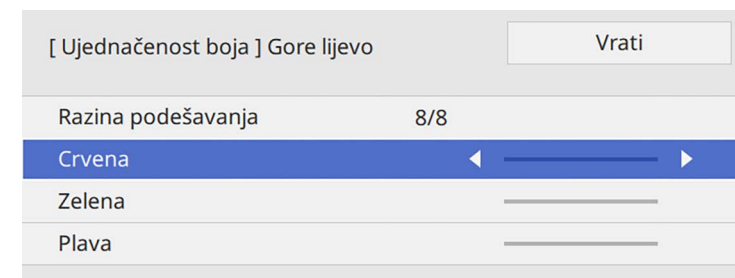 [ Ujednačenost boja ] Gore lijevo
Vrati
Razina podešavanja 8/8
Crvena
Zelena
Plava